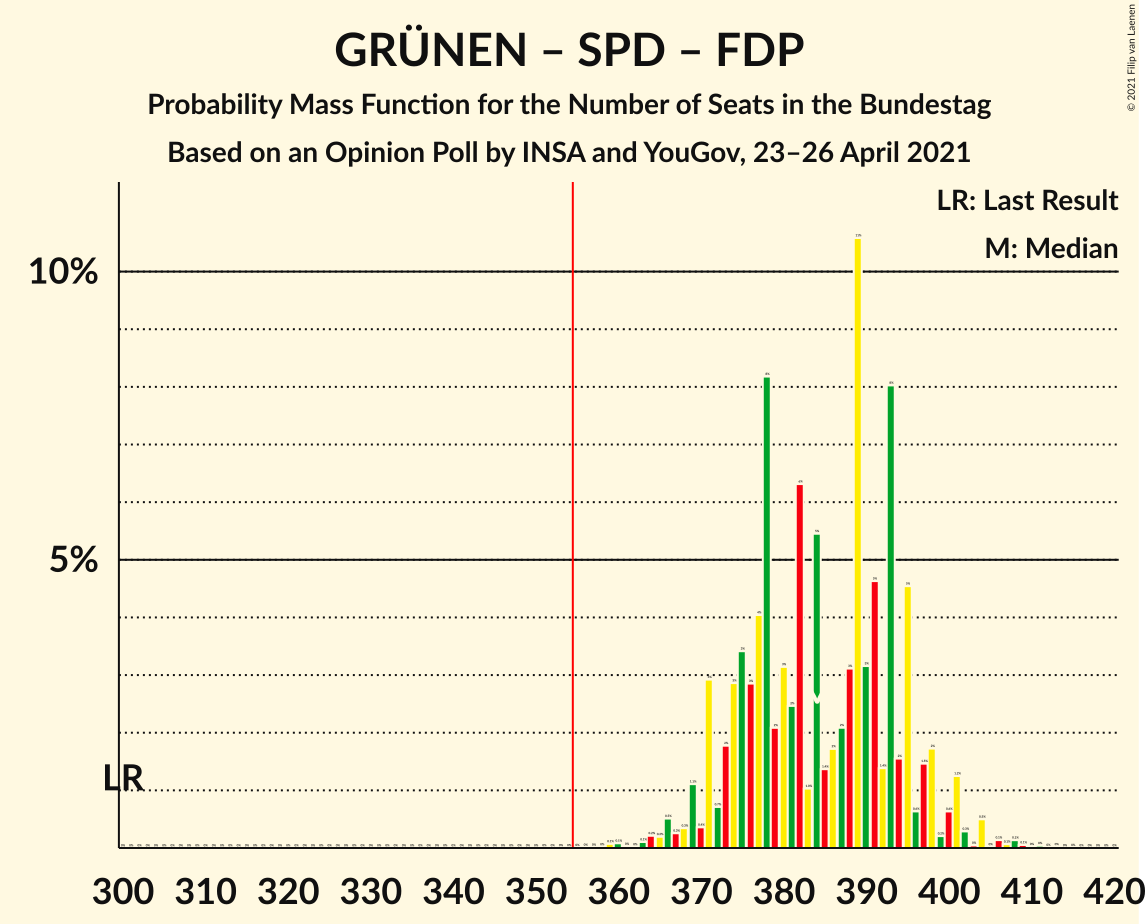 GRÜNEN – SPD – FDP
Probability Mass Function for the Number of Seats in the Bundestag
Based on an Opinion Poll by INSA and YouGov, 23–26 April 2021
© 2021 Filip van Laenen
LR: Last Result
M: Median
10%
5%
LR
300 310 320 330 340 350 360 370 380 390 400 410 420